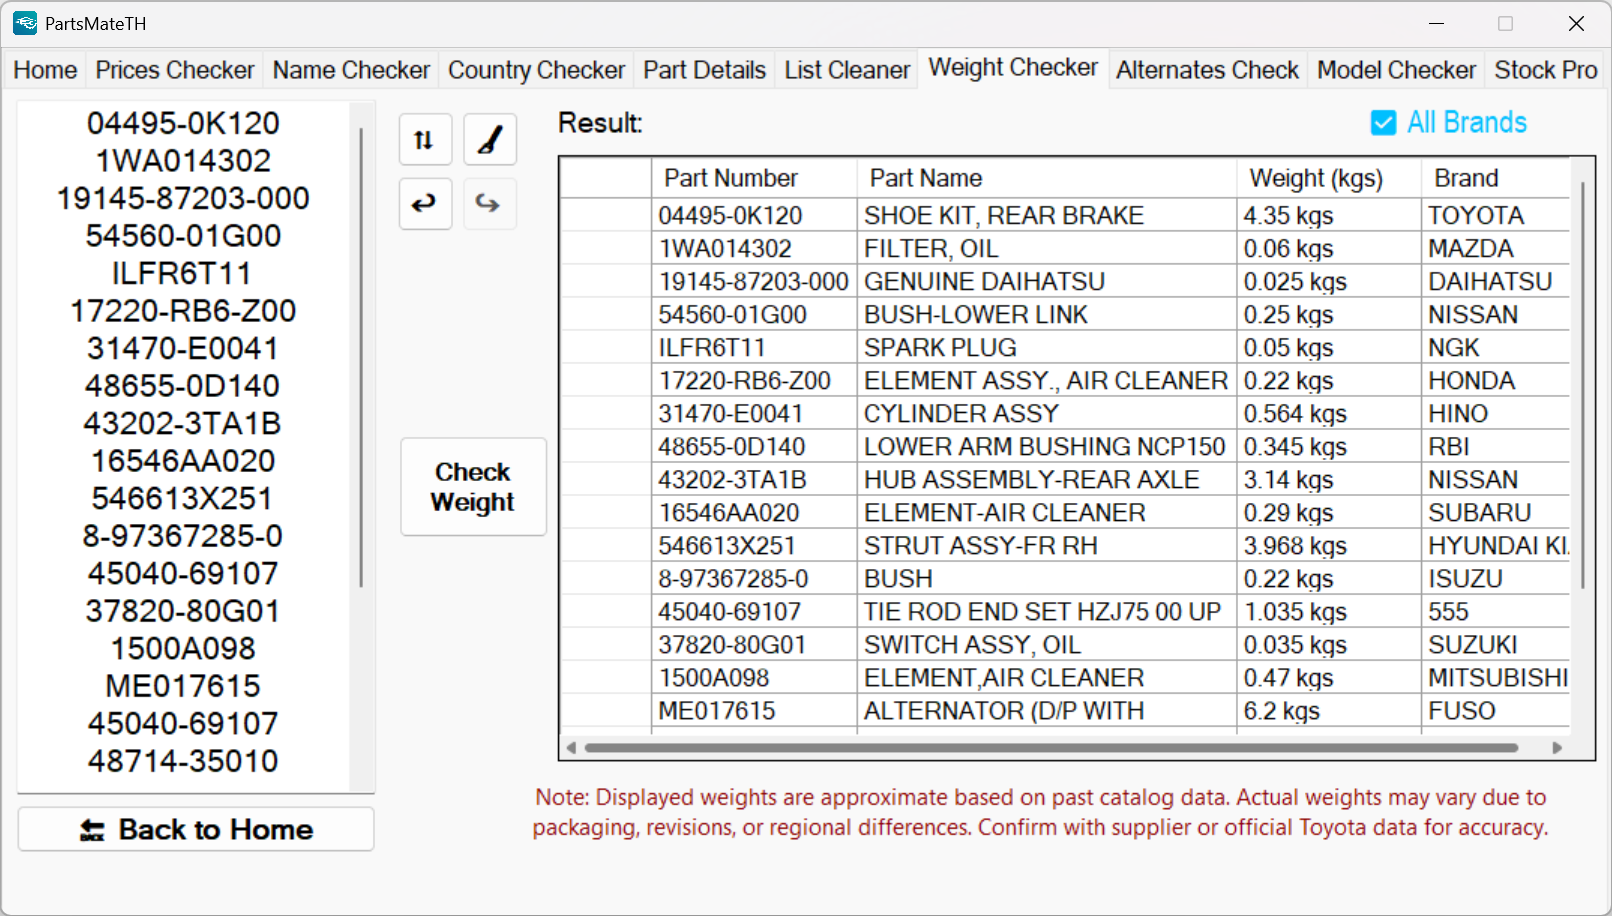 PartsMateTH
Home Prices Checker Name Checker Country Checker Part Details List Cleaner Weight Checker Alternates Check Model Checker Stock Pro
04495-0K120
1WA014302
19145-87203-000
54560-01G00
ILFR6T11
17220-RB6-Z00
31470-E0041
48655-0D140
43202-3TA1B
16546AA020
546613X251
8-97367285-0
45040-69107
37820-80G01
1500A098
ME017615
45040-69107
48714-35010
BACK Back to Home
Check
Weight
Result:
All Brands
Part Number Part Name Weight (kgs) Brand
04495-0K120 SHOE KIT, REAR BRAKE 4.35 kgs TOYOTA
1WA014302 FILTER, OIL 0.06 kgs MAZDA
19145-87203-000 GENUINE DAIHATSU 0.025 kgs DAIHATSU
54560-01G00 BUSH-LOWER LINK 0.25 kgs NISSAN
ILFR6T11 SPARK PLUG 0.05 kgs NGK
17220-RB6-Z00 ELEMENT ASSY., AIR CLEANER 0.22 kgs HONDA
31470-E0041 CYLINDER ASSY 0.564 kgs HINO
48655-0D140 LOWER ARM BUSHING NCP150 0.345 kgs RBI
43202-3TA1B HUB ASSEMBLY-REAR AXLE 3.14 kgs NISSAN
16546AA020 ELEMENT-AIR CLEANER 0.29 kgs SUBARU
546613X251 STRUT ASSY-FR RH 3.968 kgs HYUNDAI KI
8-97367285-0 BUSH 0.22 kgs ISUZU
45040-69107 TIE ROD END SET HZJ75 00 UP 1.035 kgs 555
37820-80G01 SWITCH ASSY, OIL 0.035 kgs SUZUKI
1500A098 ELEMENT,AIR CLEANER 0.47 kgs MITSUBISHI
ME017615 ALTERNATOR (D/P WITH 6.2 kgs FUSO
Note: Displayed weights are approximate based on past catalog data. Actual weights may vary due to
packaging, revisions, or regional differences. Confirm with supplier or official Toyota data for accuracy.